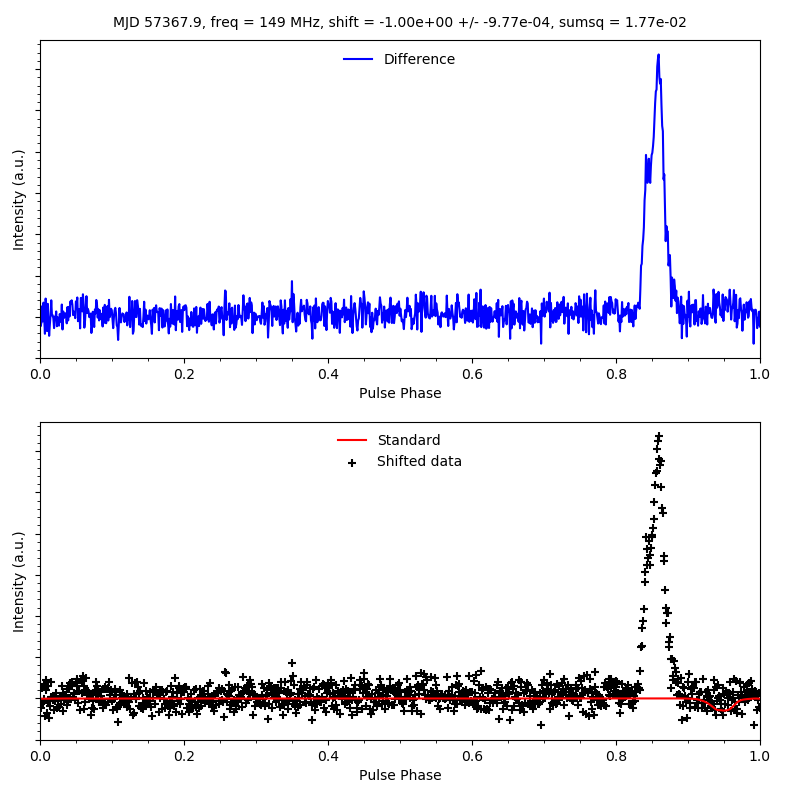 MJD 57367.9, freq = 149 MHz, shift = -1.00e+00 +/- -9.77e-04, sumsq = 1.77e-02
Difference
Intensity (a.u.)
0.0 0.2 0.4 0.6 0.8 1.0
Pulse Phase
Standard
Shifted data
Intensity (a.u.)
0.0 0.2 0.4 0.6 0.8 1.0
Pulse Phase